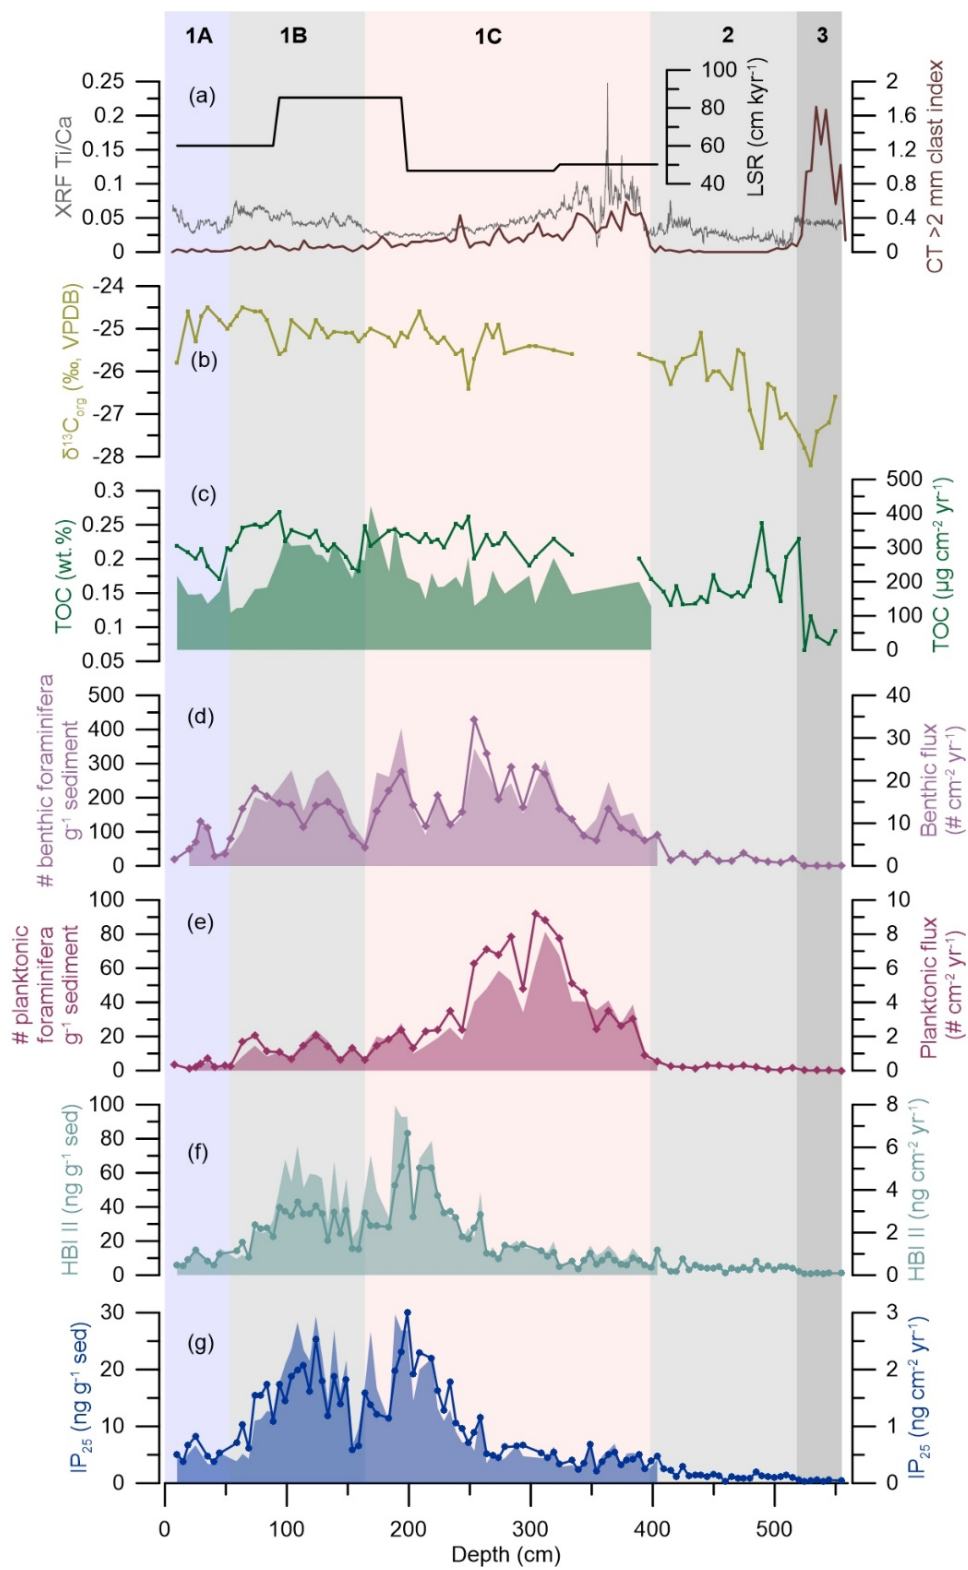 1A 1B 1C 2 3
(a)
XRF Ti/Ca
0.25
0.2
0.15
0.1
0.05
0
LSR (cm kyr⁻¹)
100
80
60
40
CT >2 mm clast index
2
1.6
1.2
0.8
0.4
0
(b)
δ¹³C_org (‰, VPDB)
-24
-25
-26
-27
-28
(c)
TOC (wt.%)
0.3
0.25
0.2
0.15
0.1
0.05
TOC (µg cm⁻² yr⁻¹)
500
400
300
200
100
0
(d)
# benthic foraminifera
g⁻¹ sediment
500
400
300
200
100
0
Benthic flux
(# cm⁻² yr⁻¹)
40
30
20
10
0
(e)
# planktonic
foraminifera
g⁻¹ sediment
100
80
60
40
20
0
Planktonic flux
(# cm⁻² yr⁻¹)
10
8
6
4
2
0
(f)
HBI II (ng g⁻¹ sed)
100
80
60
40
20
0
HBI II (ng cm⁻² yr⁻¹)
8
6
4
2
0
(g)
IP₂₅ (ng g⁻¹ sed)
30
20
10
0
IP₂₅ (ng cm⁻² yr⁻¹)
3
2
1
0
0 100 200 300 400 500
Depth (cm)